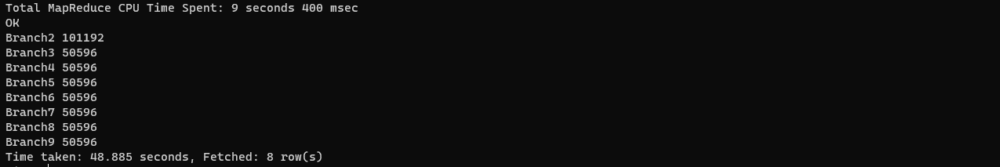 Total MapReduce CPU Time Spent: 9 seconds 400 msec
OK
Branch2 101192
Branch3 50596
Branch4 50596
Branch5 50596
Branch6 50596
Branch7 50596
Branch8 50596
Branch9 50596
Time taken: 48.885 seconds, Fetched: 8 row(s)